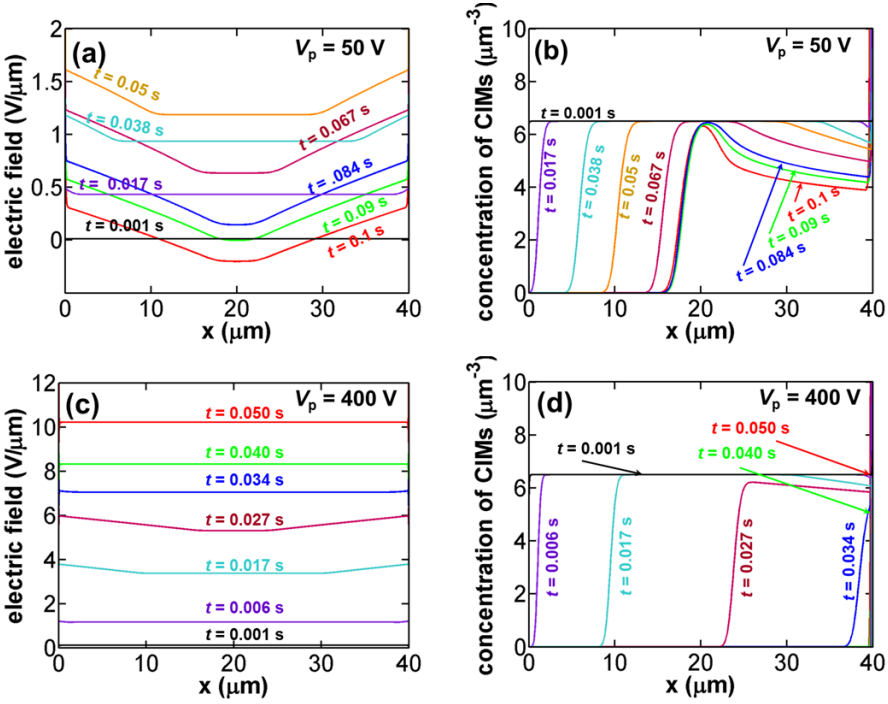 (a)
Vp = 50 V
2
1.5
1
0.5
0
electric field (V/μm)
t = 0.05 s
t = 0.038 s
t = 0.067 s
t = .084 s
t = 0.017 s
t = 0.09 s
t = 0.001 s
t = 0.1 s
0 10 20 30 40
x (μm)
(b)
Vp = 50 V
10
8
6
4
2
0
concentration of CIMs (μm⁻³)
t = 0.001 s
t = 0.017 s
t = 0.038 s
t = 0.05 s
t = 0.067 s
t = 0.1 s
t = 0.09 s
t = 0.084 s
0 10 20 30 40
x (μm)
(c)
Vp = 400 V
12
10
8
6
4
2
0
electric field (V/μm)
t = 0.050 s
t = 0.040 s
t = 0.034 s
t = 0.027 s
t = 0.017 s
t = 0.006 s
t = 0.001 s
0 10 20 30 40
x (μm)
(d)
Vp = 400 V
10
8
6
4
2
0
concentration of CIMs (μm⁻³)
t = 0.050 s
t = 0.001 s
t = 0.040 s
t = 0.006 s
t = 0.017 s
t = 0.027 s
t = 0.034 s
0 10 20 30 40
x (μm)